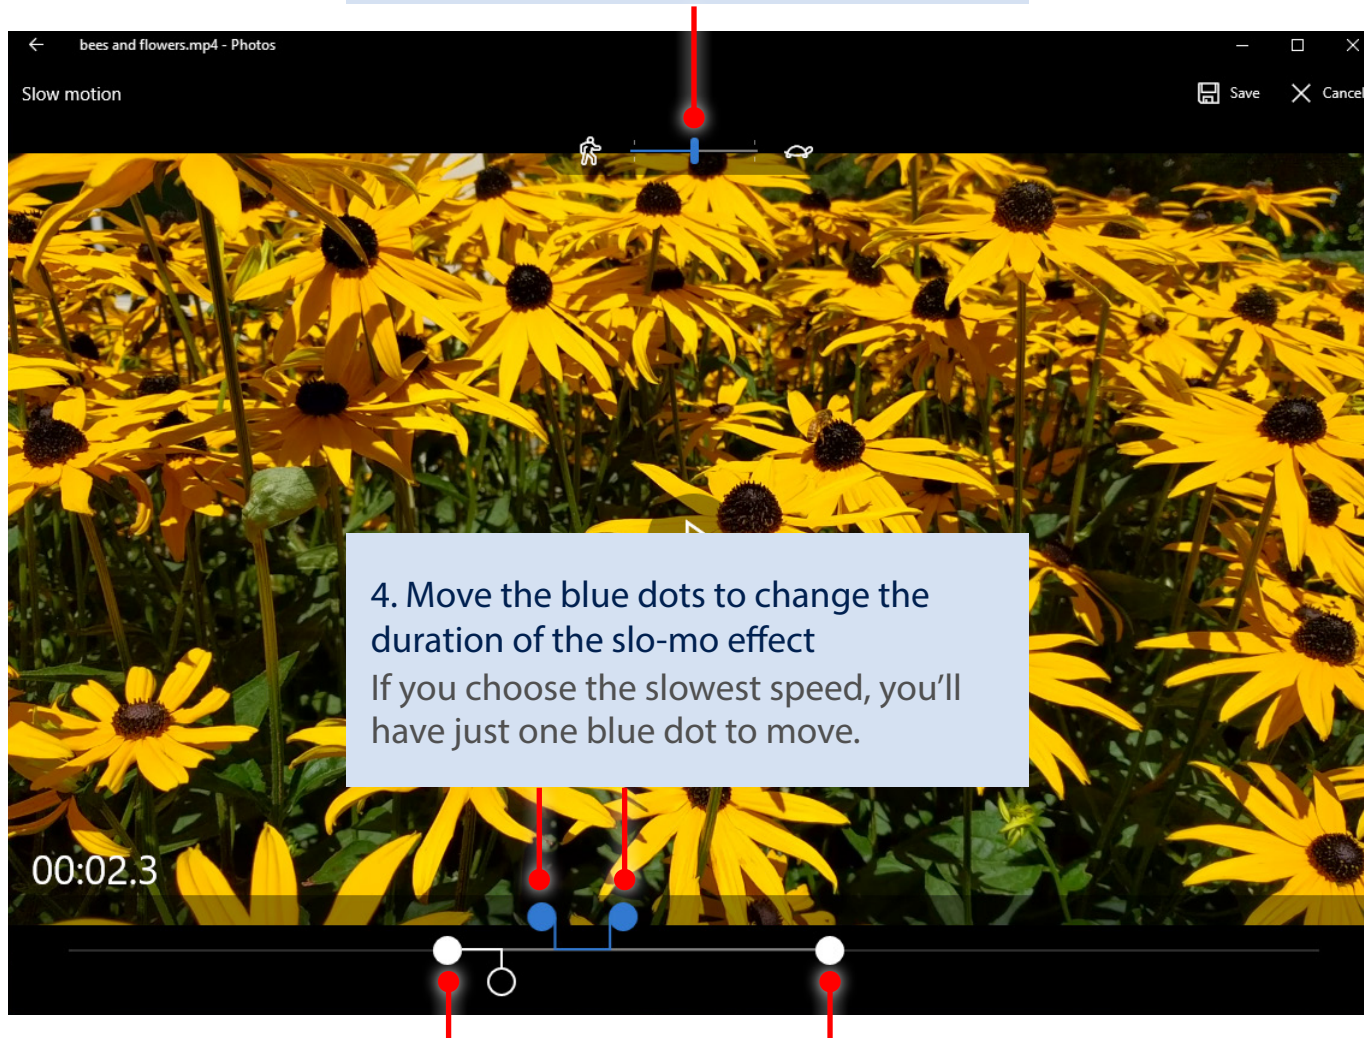 bees and flowers.mp4 - Photos
Slow motion
Save
Cancel
4. Move the blue dots to change the
duration of the slo-mo effect
If you choose the slowest speed, you’ll
have just one blue dot to move.
00:02.3